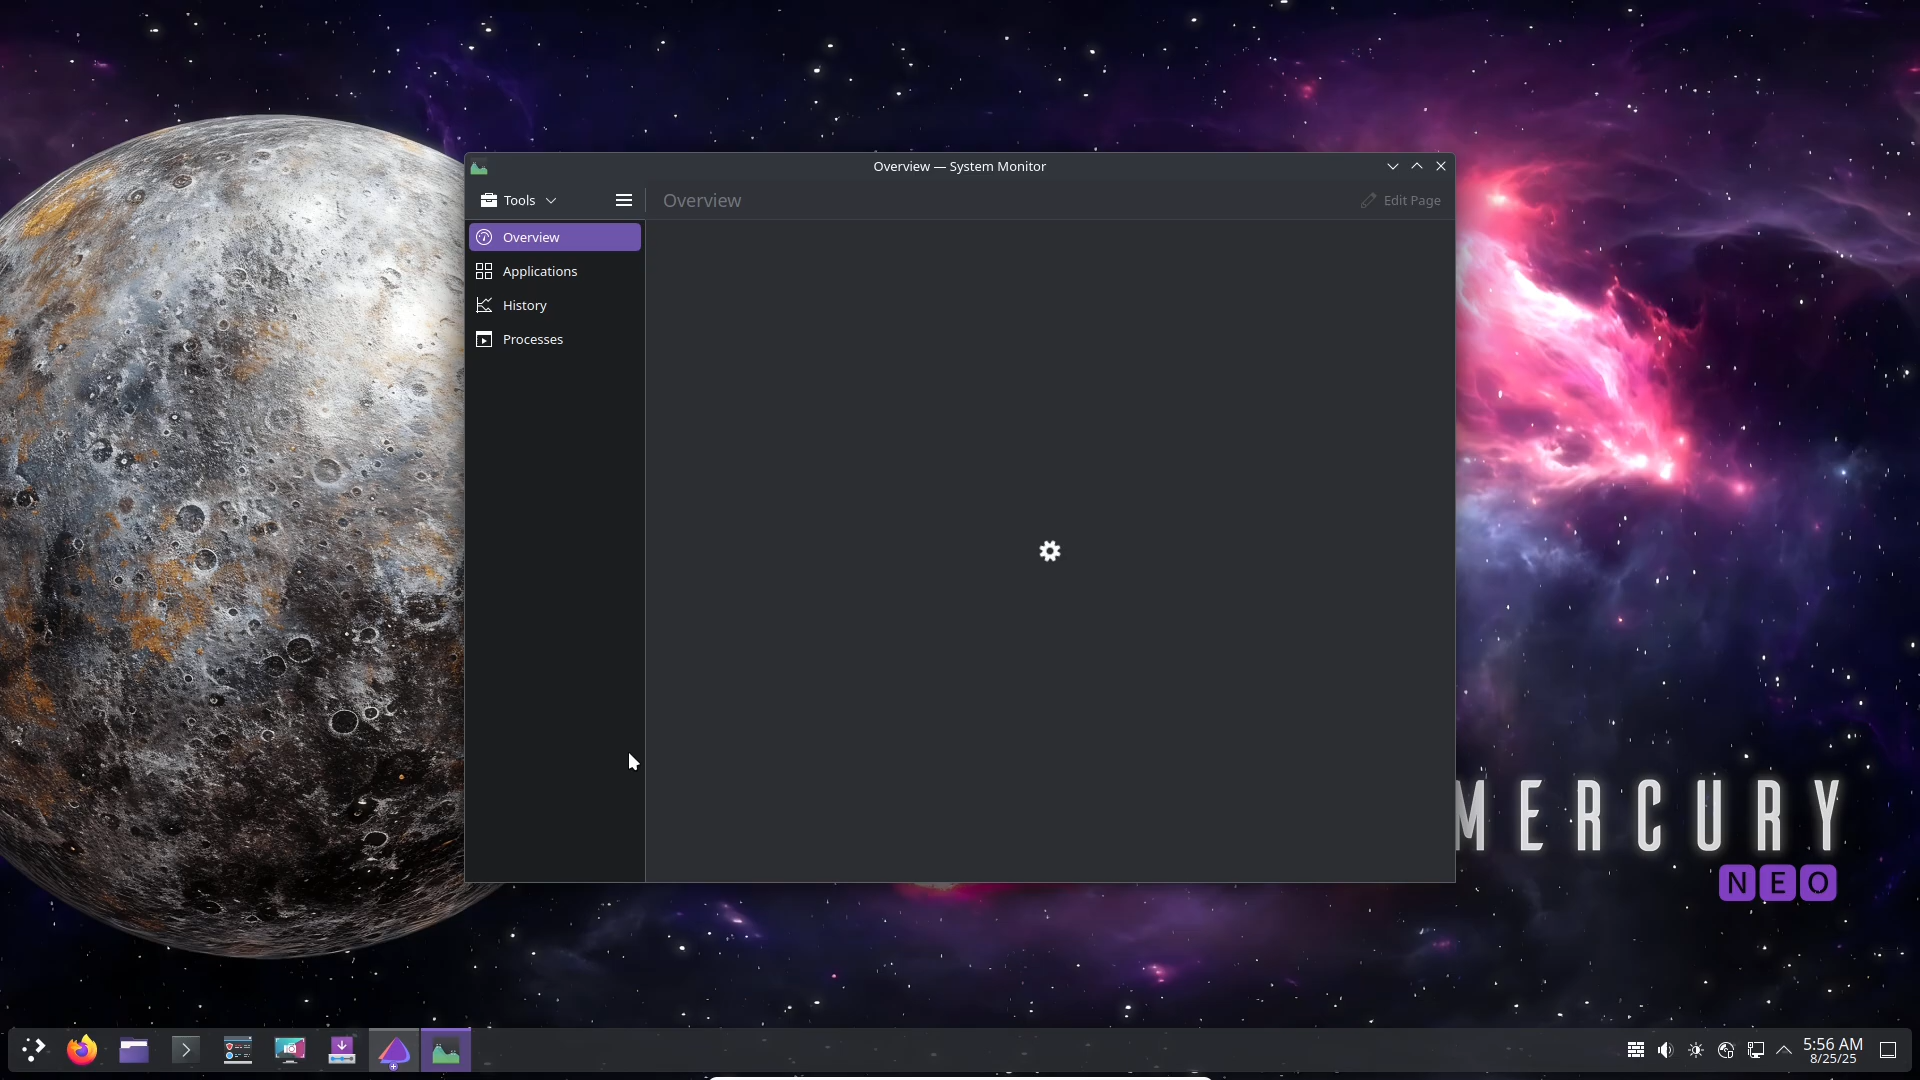 Overview — System Monitor
Tools
Overview
Edit Page
Overview
Applications
History
Processes
MERCURY
NEO
5:56 AM
8/25/25